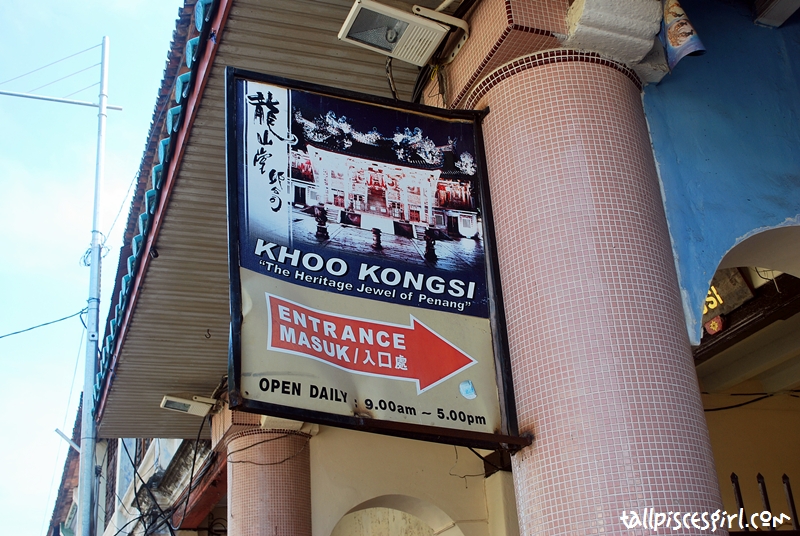 龍山堂邱公司
KHOO KONGSI
“The Heritage Jewel of Penang”
ENTRANCE
MASUK/入口處
OPEN DAILY : 9.00am ~ 5.00pm
SI
tallpiscesgirl.com